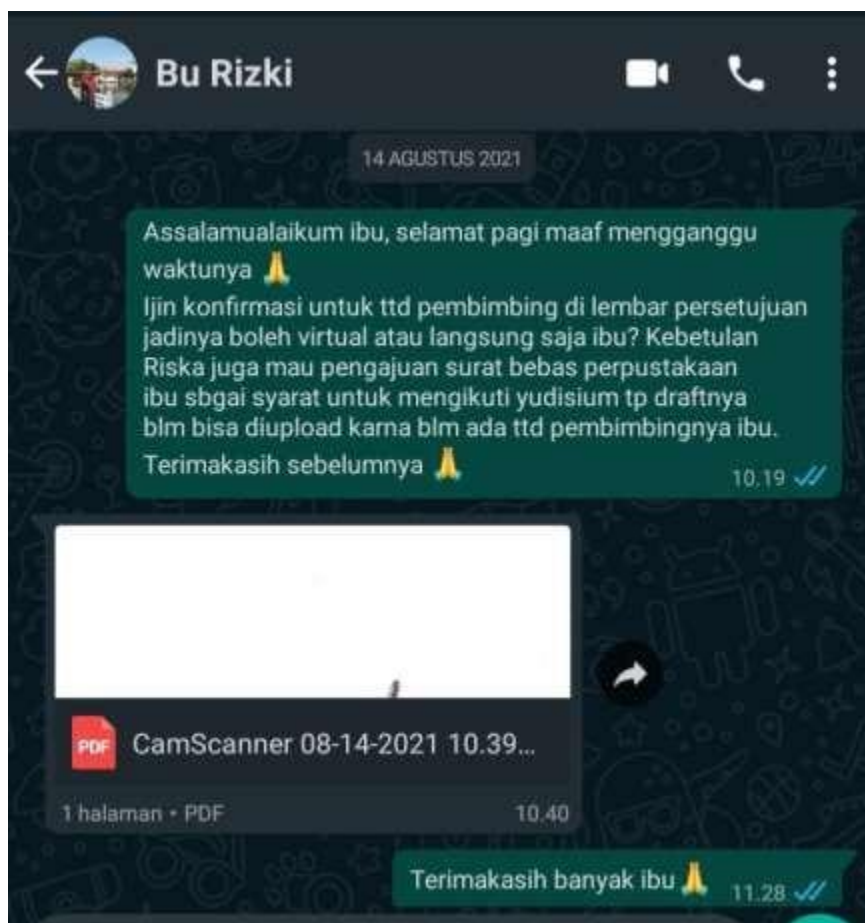 Bu Rizki
14 AGUSTUS 2021
Assalamualaikum ibu, selamat pagi maaf mengganggu
waktunya 🙏
Ijin konfirmasi untuk ttd pembimbing di lembar persetujuan
jadinya boleh virtual atau langsung saja ibu? Kebetulan
Riska juga mau pengajuan surat bebas perpustakaan
ibu sbgai syarat untuk mengikuti yudisium tp draftnya
blm bisa diupload karna blm ada ttd pembimbingnya ibu.
Terimakasih sebelumnya 🙏
10.19
PDF CamScanner 08-14-2021 10.39...
1 halaman • PDF 10.40
Terimakasih banyak ibu 🙏 11.28